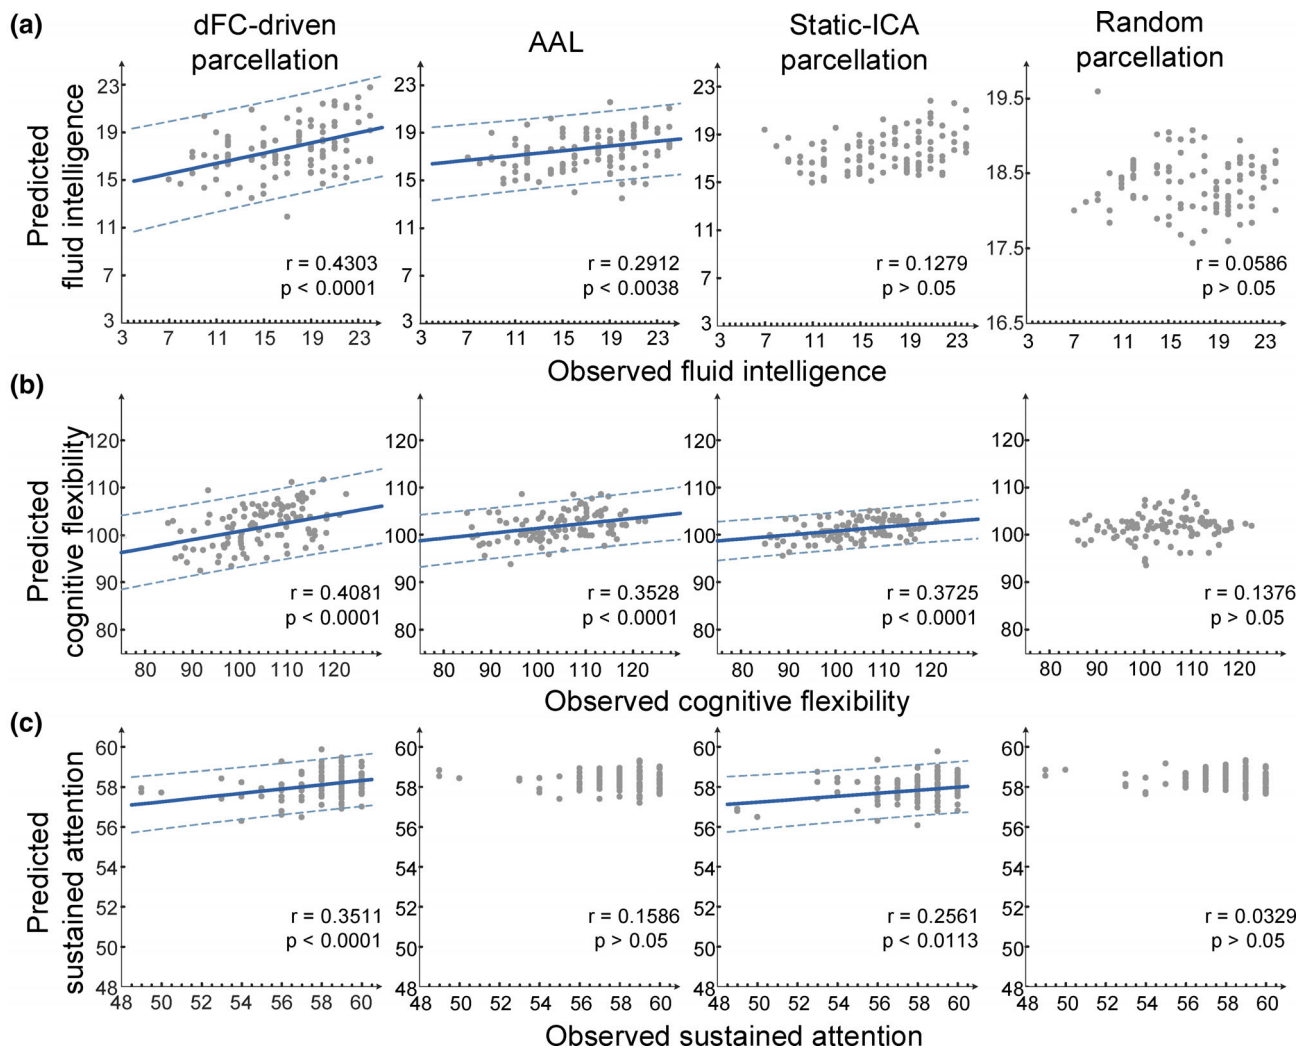 (a)
dFC-driven
parcellation
AAL
Static-ICA
parcellation
Random
parcellation
Predicted
fluid intelligence
23
19
15
11
7
3
r = 0.4303
p < 0.0001
3 7 11 15 19 23
23
19
15
11
7
3
r = 0.2912
p < 0.0038
3 7 11 15 19 23
23
19
15
11
7
3
r = 0.1279
p > 0.05
3 7 11 15 19 23
19.5
18.5
17.5
16.5
r = 0.0586
p > 0.05
3 7 11 15 19 23
Observed fluid intelligence
(b)
Predicted
cognitive flexibility
120
110
100
90
80
r = 0.4081
p < 0.0001
80 90 100 110 120
120
110
100
90
80
r = 0.3528
p < 0.0001
80 90 100 110 120
120
110
100
90
80
r = 0.3725
p < 0.0001
80 90 100 110 120
120
110
100
90
80
r = 0.1376
p > 0.05
80 90 100 110 120
Observed cognitive flexibility
(c)
Predicted
sustained attention
60
58
56
54
52
50
48
r = 0.3511
p < 0.0001
48 50 52 54 56 58 60
60
58
56
54
52
50
48
r = 0.1586
p > 0.05
48 50 52 54 56 58 60
60
58
56
54
52
50
48
r = 0.2561
p < 0.0113
48 50 52 54 56 58 60
60
58
56
54
52
50
48
r = 0.0329
p > 0.05
48 50 52 54 56 58 60
Observed sustained attention